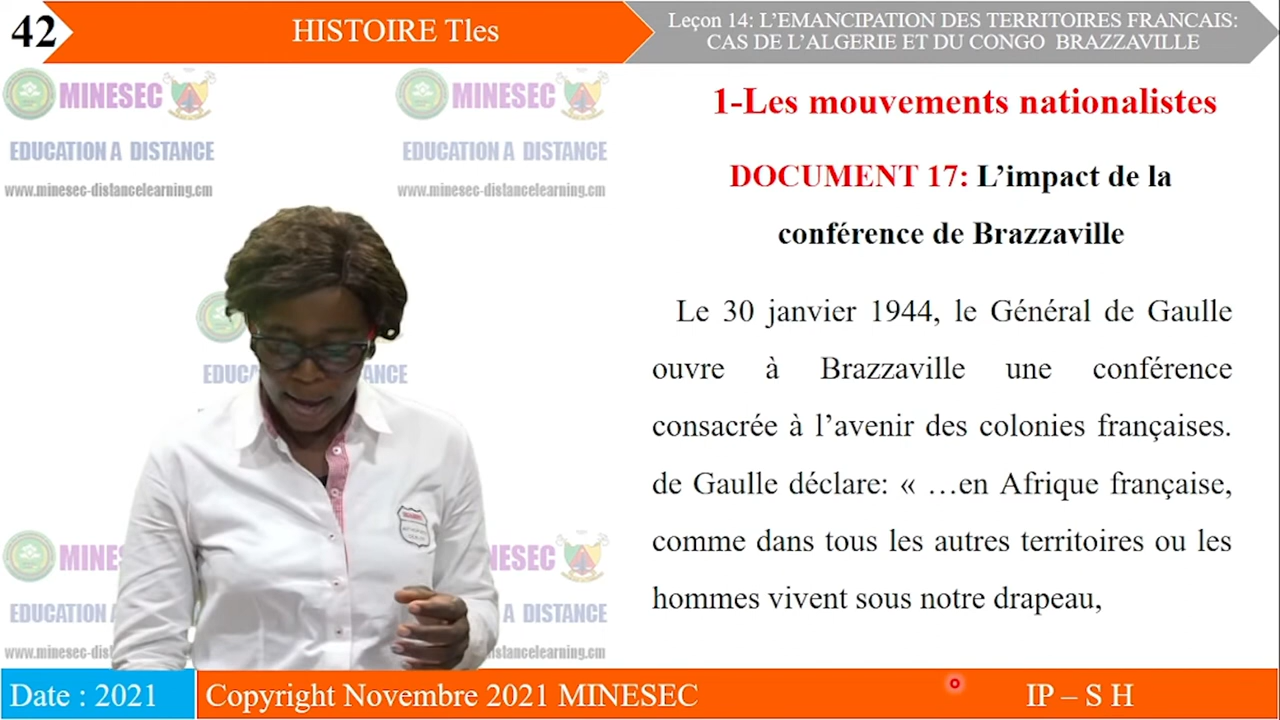 42
HISTOIRE Tles
Leçon 14: L’EMANCIPATION DES TERRITOIRES FRANCAIS:
CAS DE L’ALGERIE ET DU CONGO BRAZZAVILLE
MINESEC
EDUCATION A DISTANCE
www.minesec-distancelearning.cm
MINESEC
EDUCATION A DISTANCE
www.minesec-distancelearning.cm
1-Les mouvements nationalistes
DOCUMENT 17: L’impact de la
conférence de Brazzaville
Le 30 janvier 1944, le Général de Gaulle
ouvre à Brazzaville une conférence
consacrée à l’avenir des colonies françaises.
de Gaulle déclare: « …en Afrique française,
comme dans tous les autres territoires ou les
hommes vivent sous notre drapeau,
Date : 2021
Copyright Novembre 2021 MINESEC
IP – S H